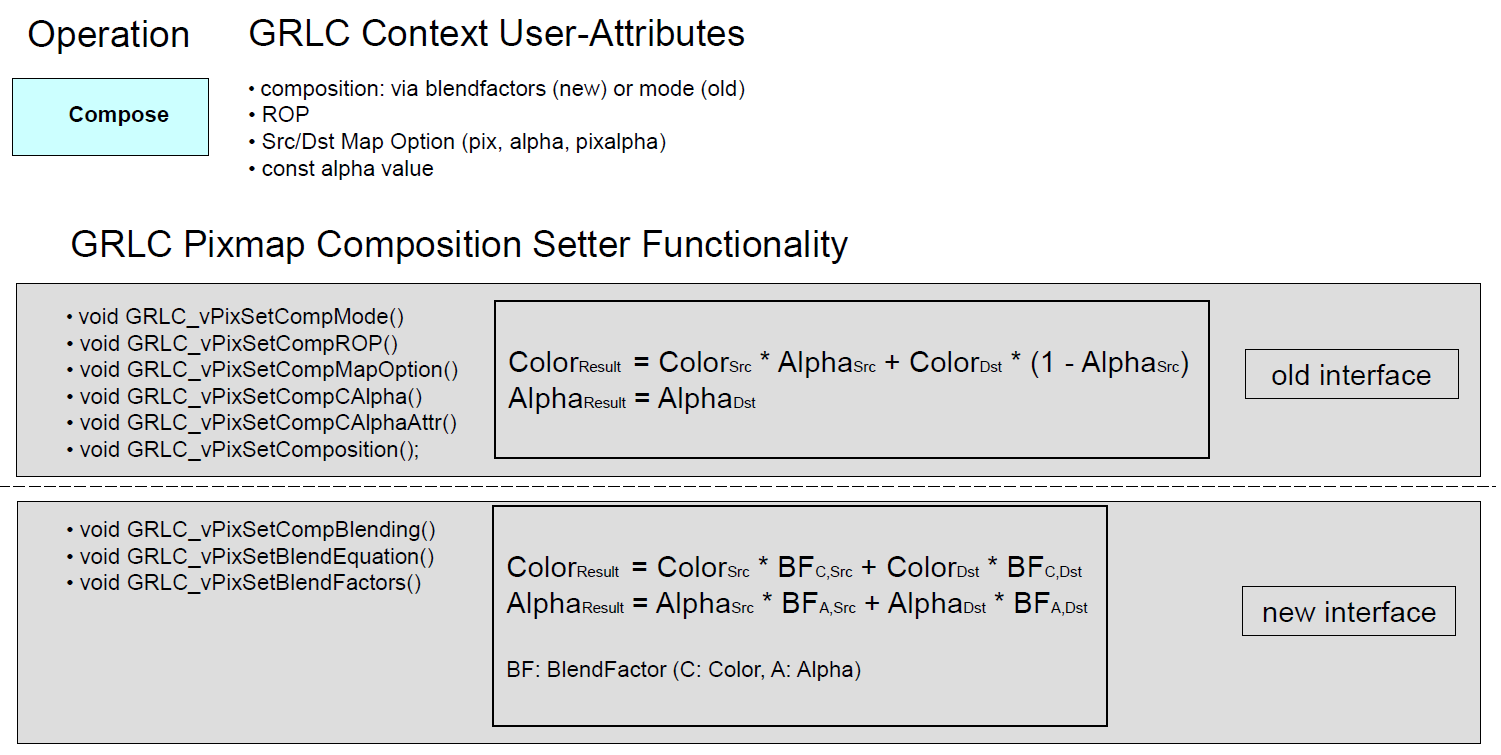 Operation
GRLC Context User-Attributes
Compose
• composition: via blendfactors (new) or mode (old)
• ROP
• Src/Dst Map Option (pix, alpha, pixalpha)
• const alpha value
GRLC Pixmap Composition Setter Functionality
• void GRLC_vPixSetCompMode()
• void GRLC_vPixSetCompROP()
• void GRLC_vPixSetCompMapOption()
• void GRLC_vPixSetCompCAlpha()
• void GRLC_vPixSetCompCAlphaAttr()
• void GRLC_vPixSetComposition();
ColorResult = ColorSrc * AlphaSrc + ColorDst * (1 - AlphaSrc)
AlphaResult = AlphaDst
old interface
• void GRLC_vPixSetCompBlending()
• void GRLC_vPixSetBlendEquation()
• void GRLC_vPixSetBlendFactors()
ColorResult = ColorSrc * BFC,Src + ColorDst * BFC,Dst
AlphaResult = AlphaSrc * BFA,Src + AlphaDst * BFA,Dst
BF: BlendFactor (C: Color, A: Alpha)
new interface